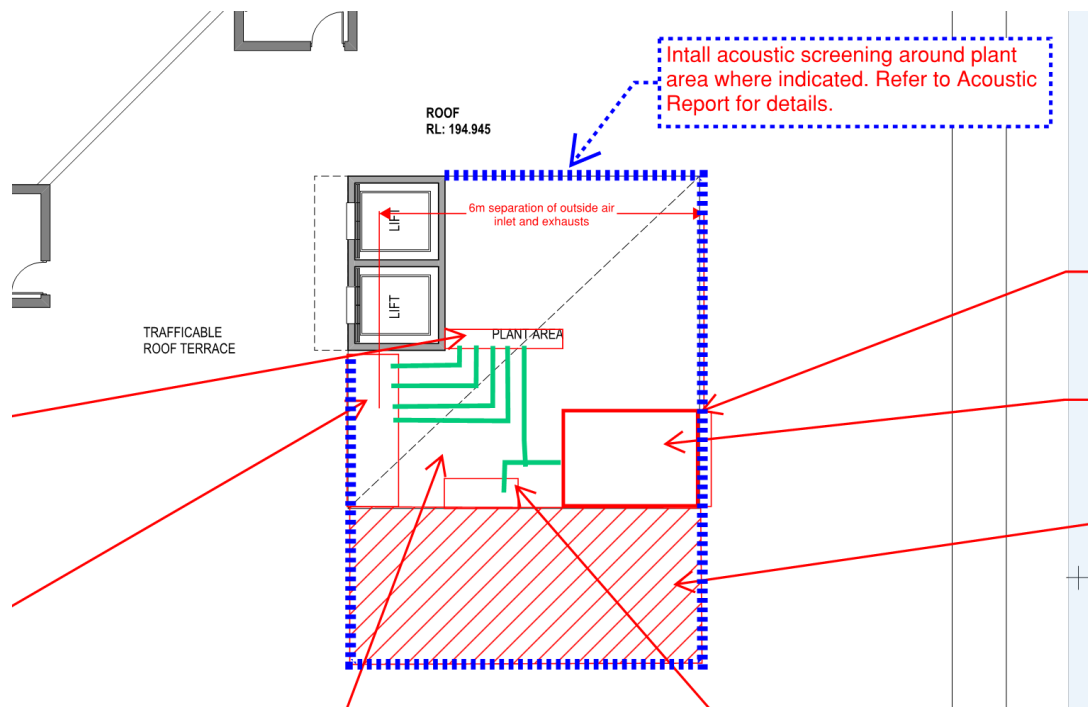 Intall acoustic screening around plant
area where indicated. Refer to Acoustic
Report for details.
ROOF
RL: 194.945
6m separation of outside air
inlet and exhausts
LIFT
LIFT
TRAFFICABLE
ROOF TERRACE
PLANT AREA